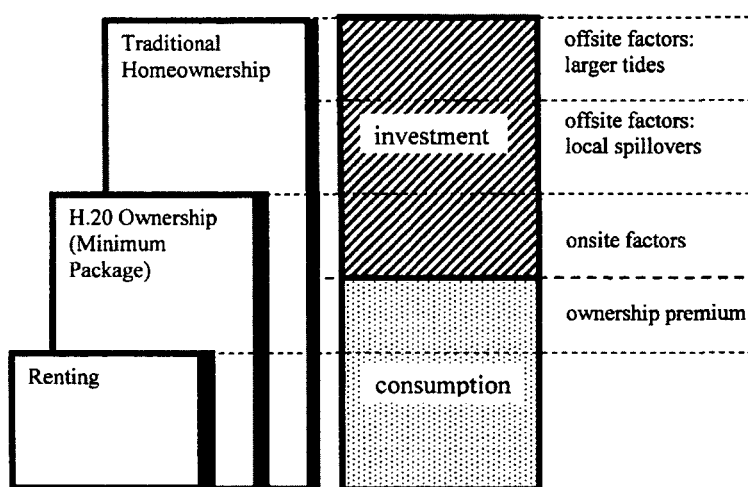 Traditional
Homeownership
H.20 Ownership
(Minimum
Package)
Renting
investment
consumption
offsite factors:
larger tides
offsite factors:
local spillovers
onsite factors
ownership premium